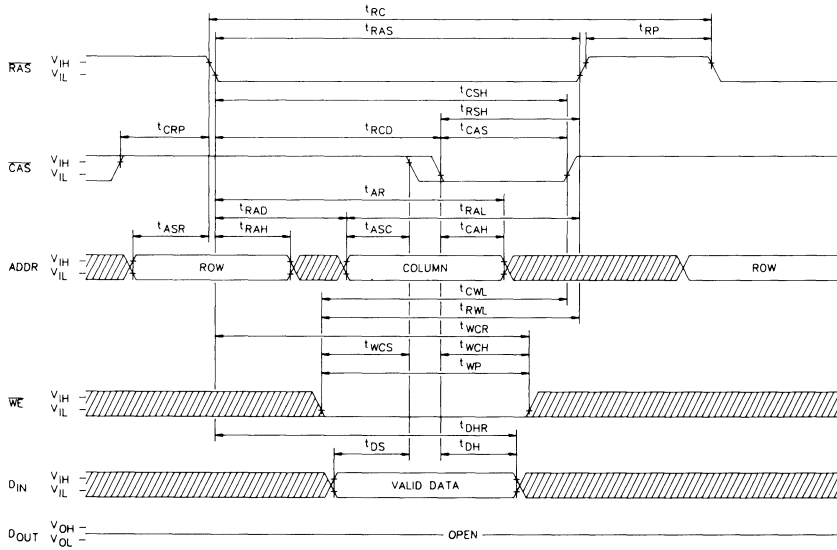 tRC
tRAS tRP
RAS VIH
VIL
tCSH
tRSH
tCRP tRCD tCAS
CAS VIH
VIL
tAR
tRAD tRAL
tASR tRAH tASC tCAH
ADDR VIH
VIL
ROW COLUMN ROW
tCWL
tRWL
tWCR
tWCS tWCH
tWP
WE VIH
VIL
tDHR
tDS tDH
DIN VIH
VIL
VALID DATA
DOUT VOH
VOL
OPEN